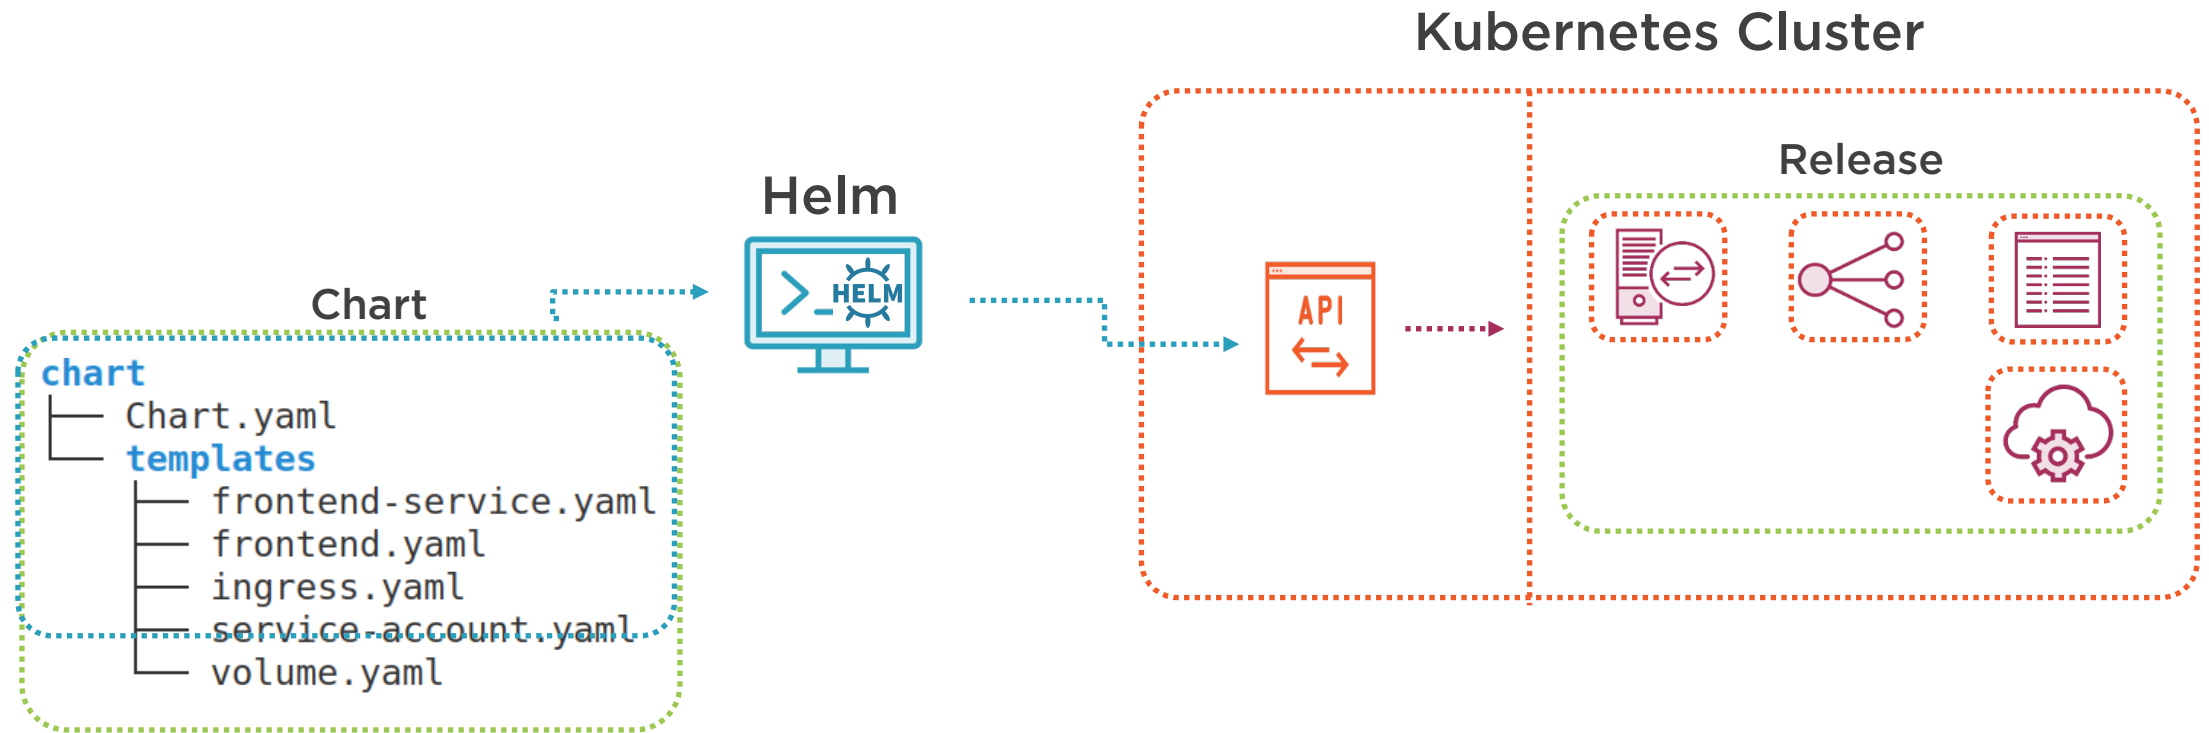 Kubernetes Cluster
Release
Helm
>_ HELM
Chart
API
chart
Chart.yaml
templates
frontend-service.yaml
frontend.yaml
ingress.yaml
service-account.yaml
volume.yaml